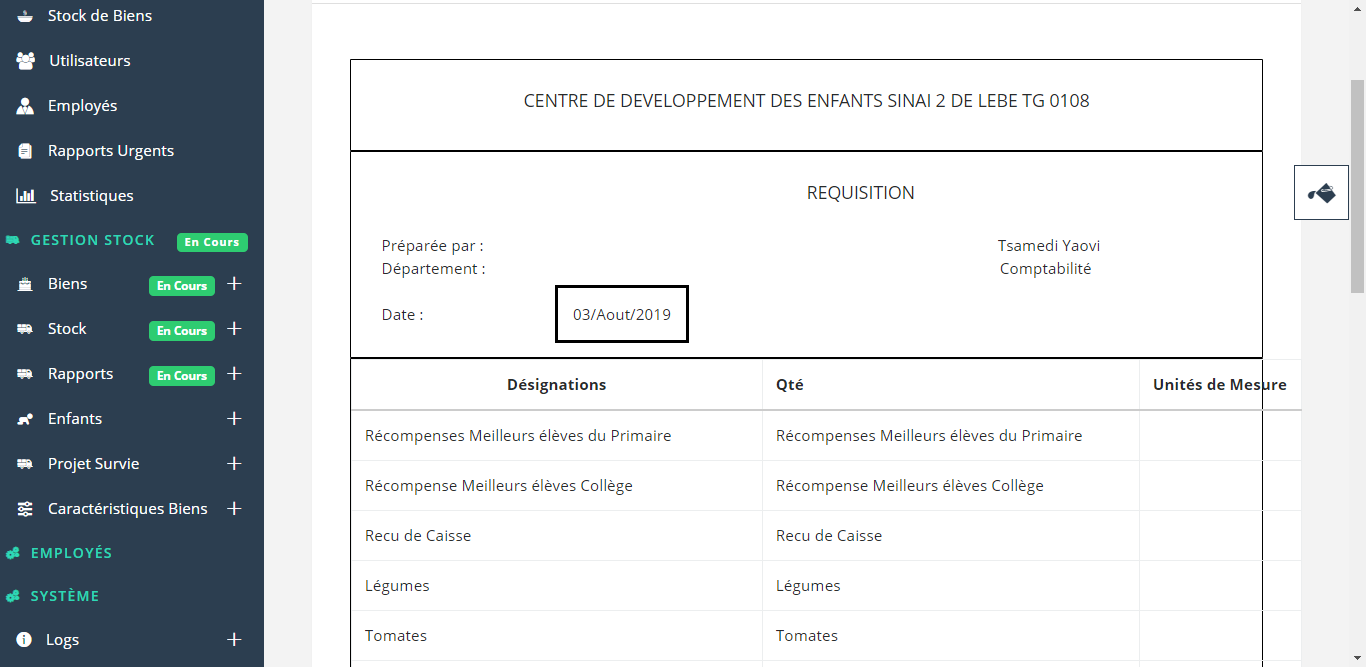 Stock de Biens
Utilisateurs
Employés
Rapports Urgents
Statistiques
GESTION STOCK En Cours
Biens En Cours
Stock En Cours
Rapports En Cours
Enfants
Projet Survie
Caractéristiques Biens
EMPLOYÉS
SYSTÈME
Logs
CENTRE DE DEVELOPPEMENT DES ENFANTS SINAI 2 DE LEBE TG 0108
REQUISITION
Préparée par : Tsamedi Yaovi
Département : Comptabilité
Date : 03/Aout/2019
Désignations Qté Unités de Mesure
Récompenses Meilleurs élèves du Primaire Récompenses Meilleurs élèves du Primaire
Récompense Meilleurs élèves Collège Récompense Meilleurs élèves Collège
Recu de Caisse Recu de Caisse
Légumes Légumes
Tomates Tomates